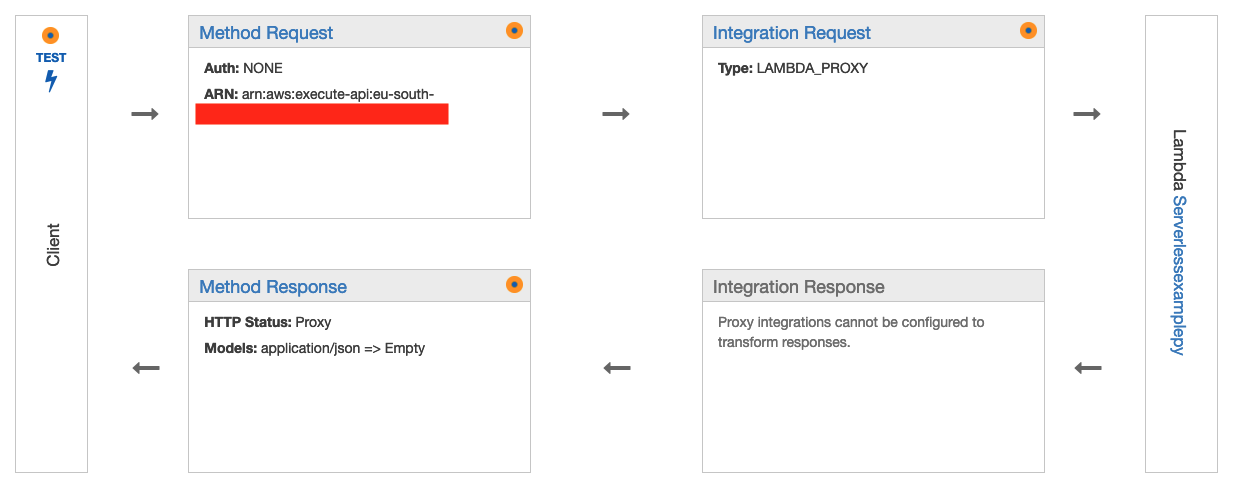 TEST
Client
Method Request
Auth: NONE
ARN: arn:aws:execute-api:eu-south-
Integration Request
Type: LAMBDA_PROXY
Lambda Serverlessexamplepy
Method Response
HTTP Status: Proxy
Models: application/json => Empty
Integration Response
Proxy integrations cannot be configured to
transform responses.